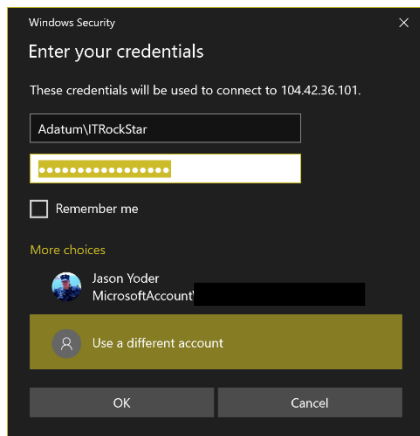 Windows Security
Enter your credentials
These credentials will be used to connect to 104.42.36.101.
Adatum\ITRockStar
●●●●●●●●●●●●●●●●●
Remember me
More choices
Jason Yoder
MicrosoftAccount\
Use a different account
OK
Cancel